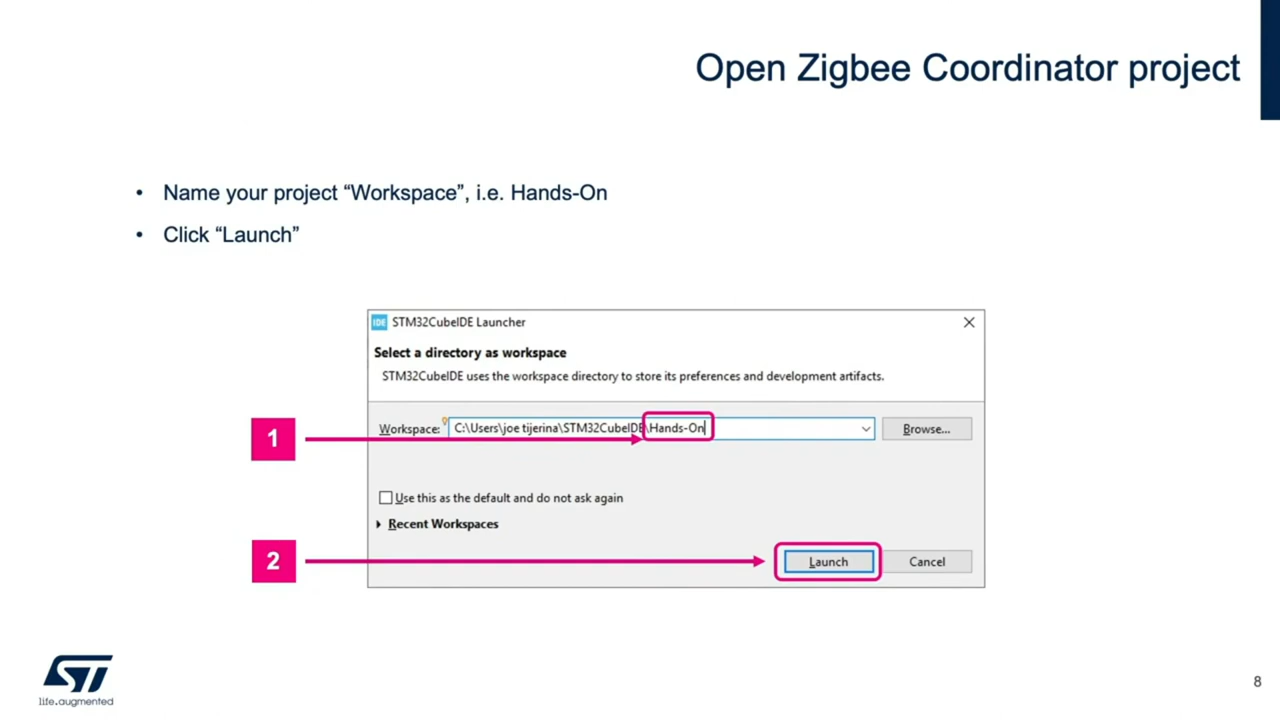 Open Zigbee Coordinator project
• Name your project “Workspace”, i.e. Hands-On
• Click “Launch”
IDE STM32CubeIDE Launcher
Select a directory as workspace
STM32CubeIDE uses the workspace directory to store its preferences and development artifacts.
1
Workspace: C:\Users\joe tijerina\STM32CubeIDE\Hands-On Browse...
Use this as the default and do not ask again
Recent Workspaces
2
Launch Cancel
ST
life.augmented
8